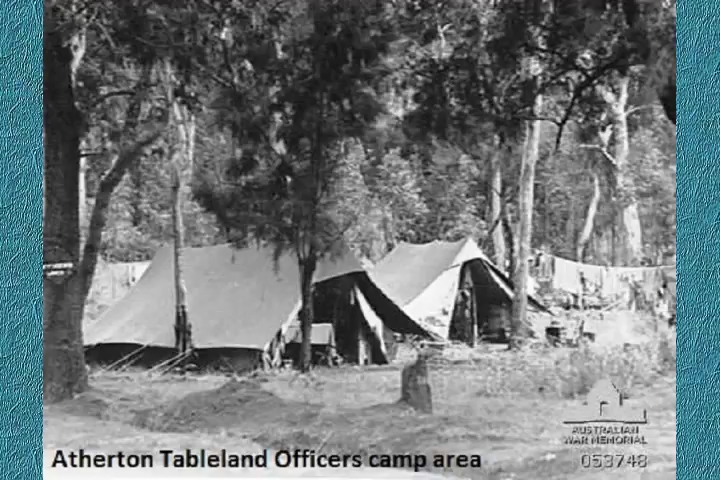 AUSTRALIAN
WAR MEMORIAL
053748
Atherton Tableland Officers camp area